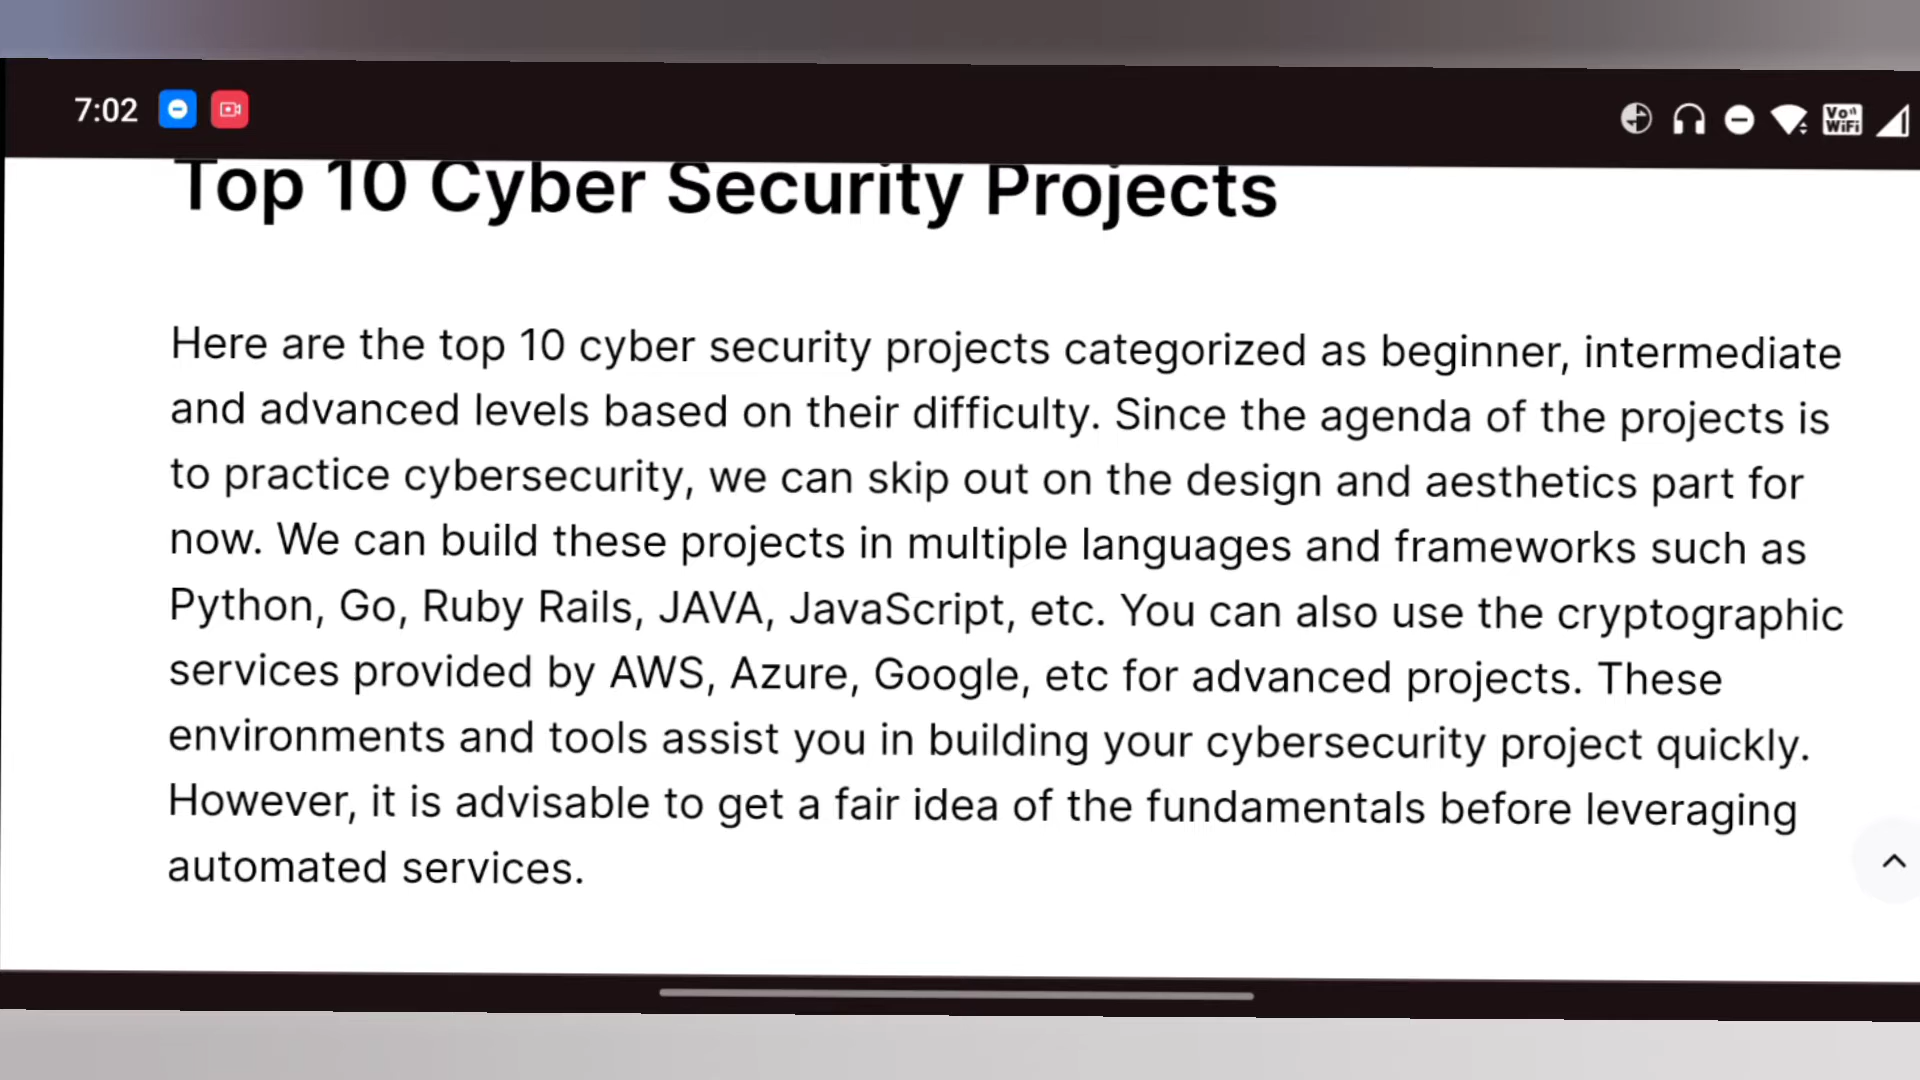 7:02
Vo WiFi
Top 10 Cyber Security Projects
Here are the top 10 cyber security projects categorized as beginner, intermediate
and advanced levels based on their difficulty. Since the agenda of the projects is
to practice cybersecurity, we can skip out on the design and aesthetics part for
now. We can build these projects in multiple languages and frameworks such as
Python, Go, Ruby Rails, JAVA, JavaScript, etc. You can also use the cryptographic
services provided by AWS, Azure, Google, etc for advanced projects. These
environments and tools assist you in building your cybersecurity project quickly.
However, it is advisable to get a fair idea of the fundamentals before leveraging
automated services.